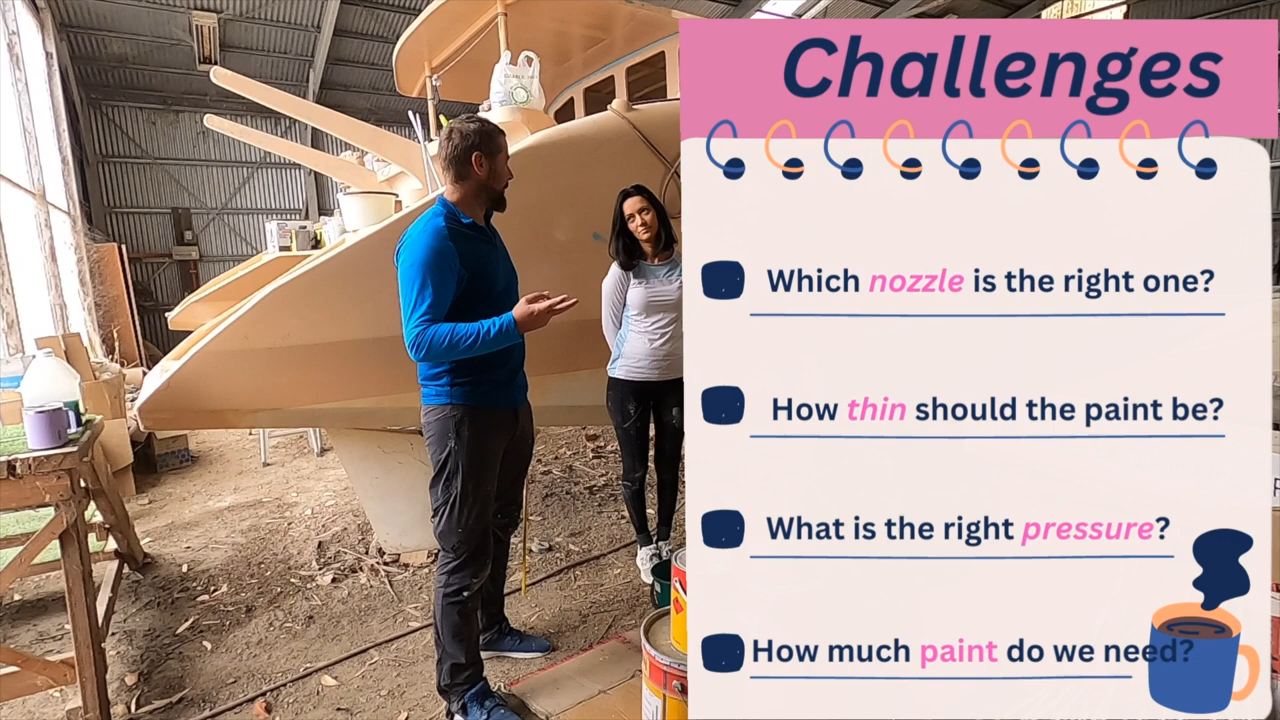 Challenges
Which nozzle is the right one?
How thin should the paint be?
What is the right pressure?
How much paint do we need?